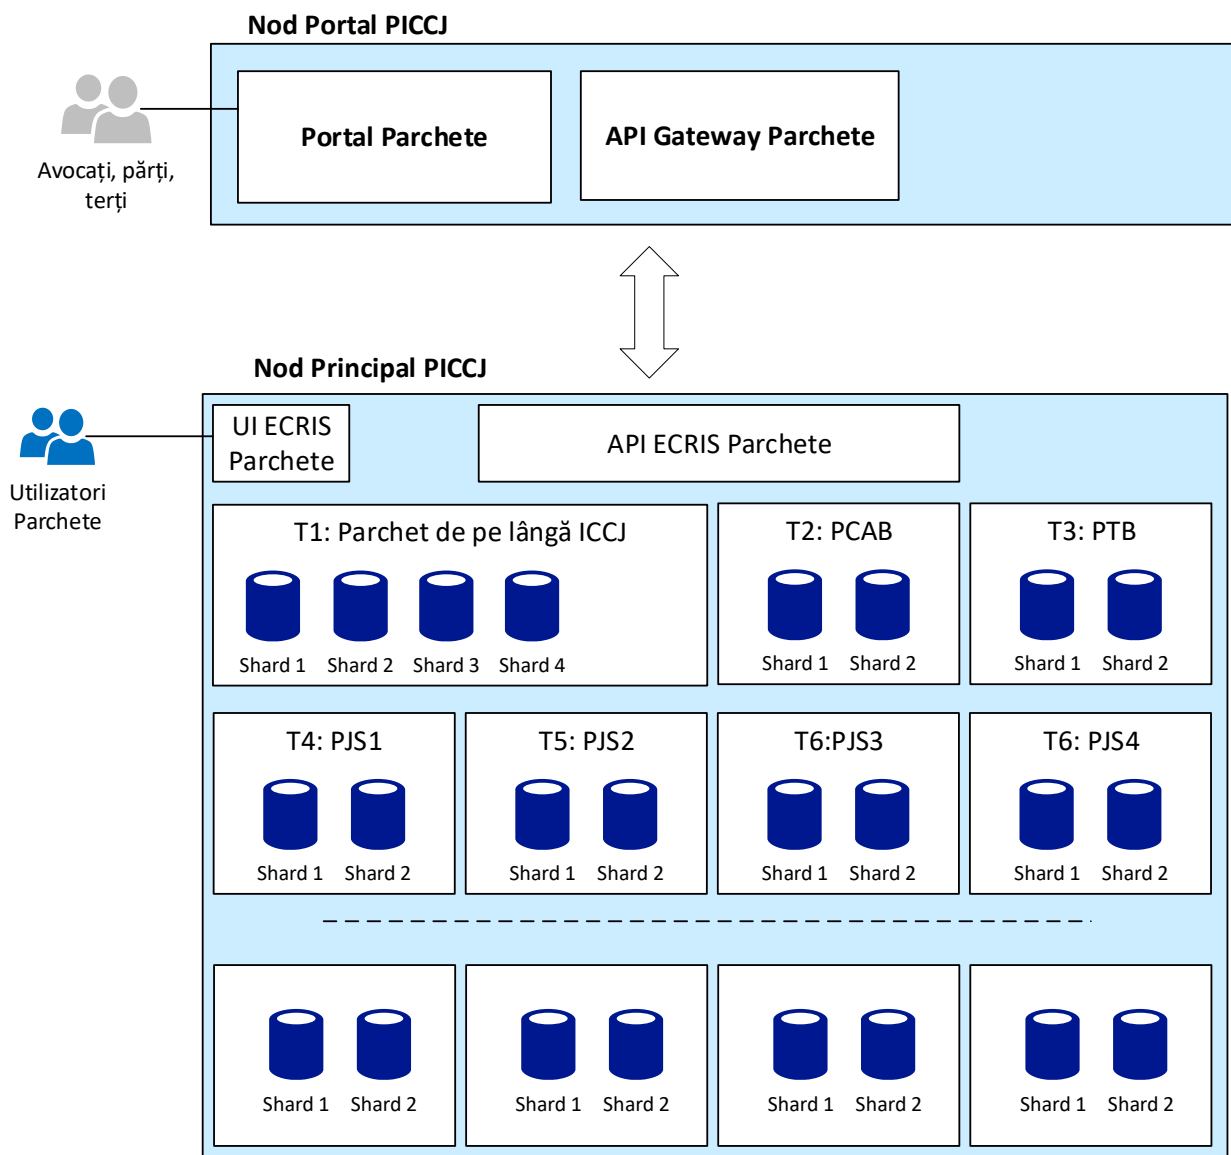 Nod Portal PICCJ
Portal Parchete
API Gateway Parchete
Avocați, părți,
terți
Nod Principal PICCJ
UI ECRIS
Parchete
API ECRIS Parchete
Utilizatori
Parchete
T1: Parchet de pe lângă ICCJ
Shard 1
Shard 2
Shard 3
Shard 4
T2: PCAB
Shard 1
Shard 2
T3: PTB
Shard 1
Shard 2
T4: PJS1
Shard 1
Shard 2
T5: PJS2
Shard 1
Shard 2
T6:PJS3
Shard 1
Shard 2
T6: PJS4
Shard 1
Shard 2
Shard 1
Shard 2
Shard 1
Shard 2
Shard 1
Shard 2
Shard 1
Shard 2